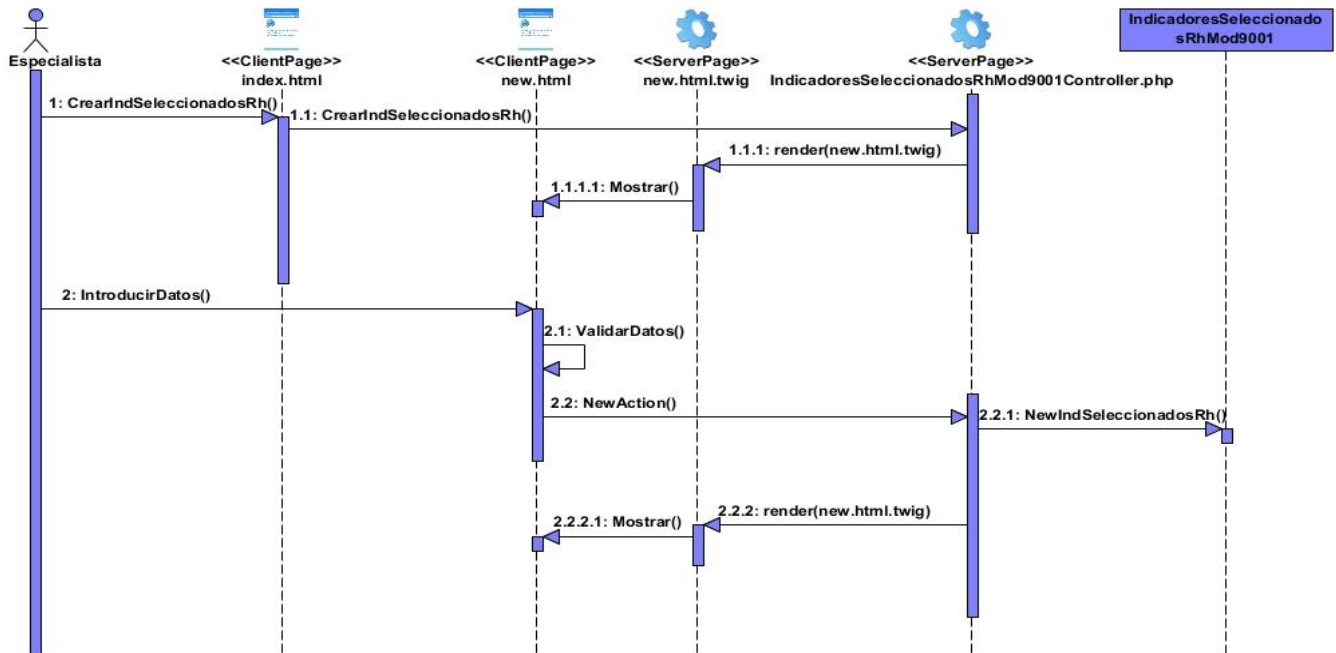 Especialista
<<ClientPage>>
index.html
<<ClientPage>>
new.html
<<ServerPage>>
new.html.twig
<<ServerPage>>
IndicadoresSeleccionadosRhMod9001Controller.php
IndicadoresSeleccionado
sRhMod9001
1: CrearIndSeleccionadosRh()
1.1: CrearIndSeleccionadosRh()
1.1.1: render(new.html.twig)
1.1.1.1: Mostrar()
2: IntroducirDatos()
2.1: ValidarDatos()
2.2: NewAction()
2.2.1: NewIndSeleccionadosRh()
2.2.2: render(new.html.twig)
2.2.2.1: Mostrar()